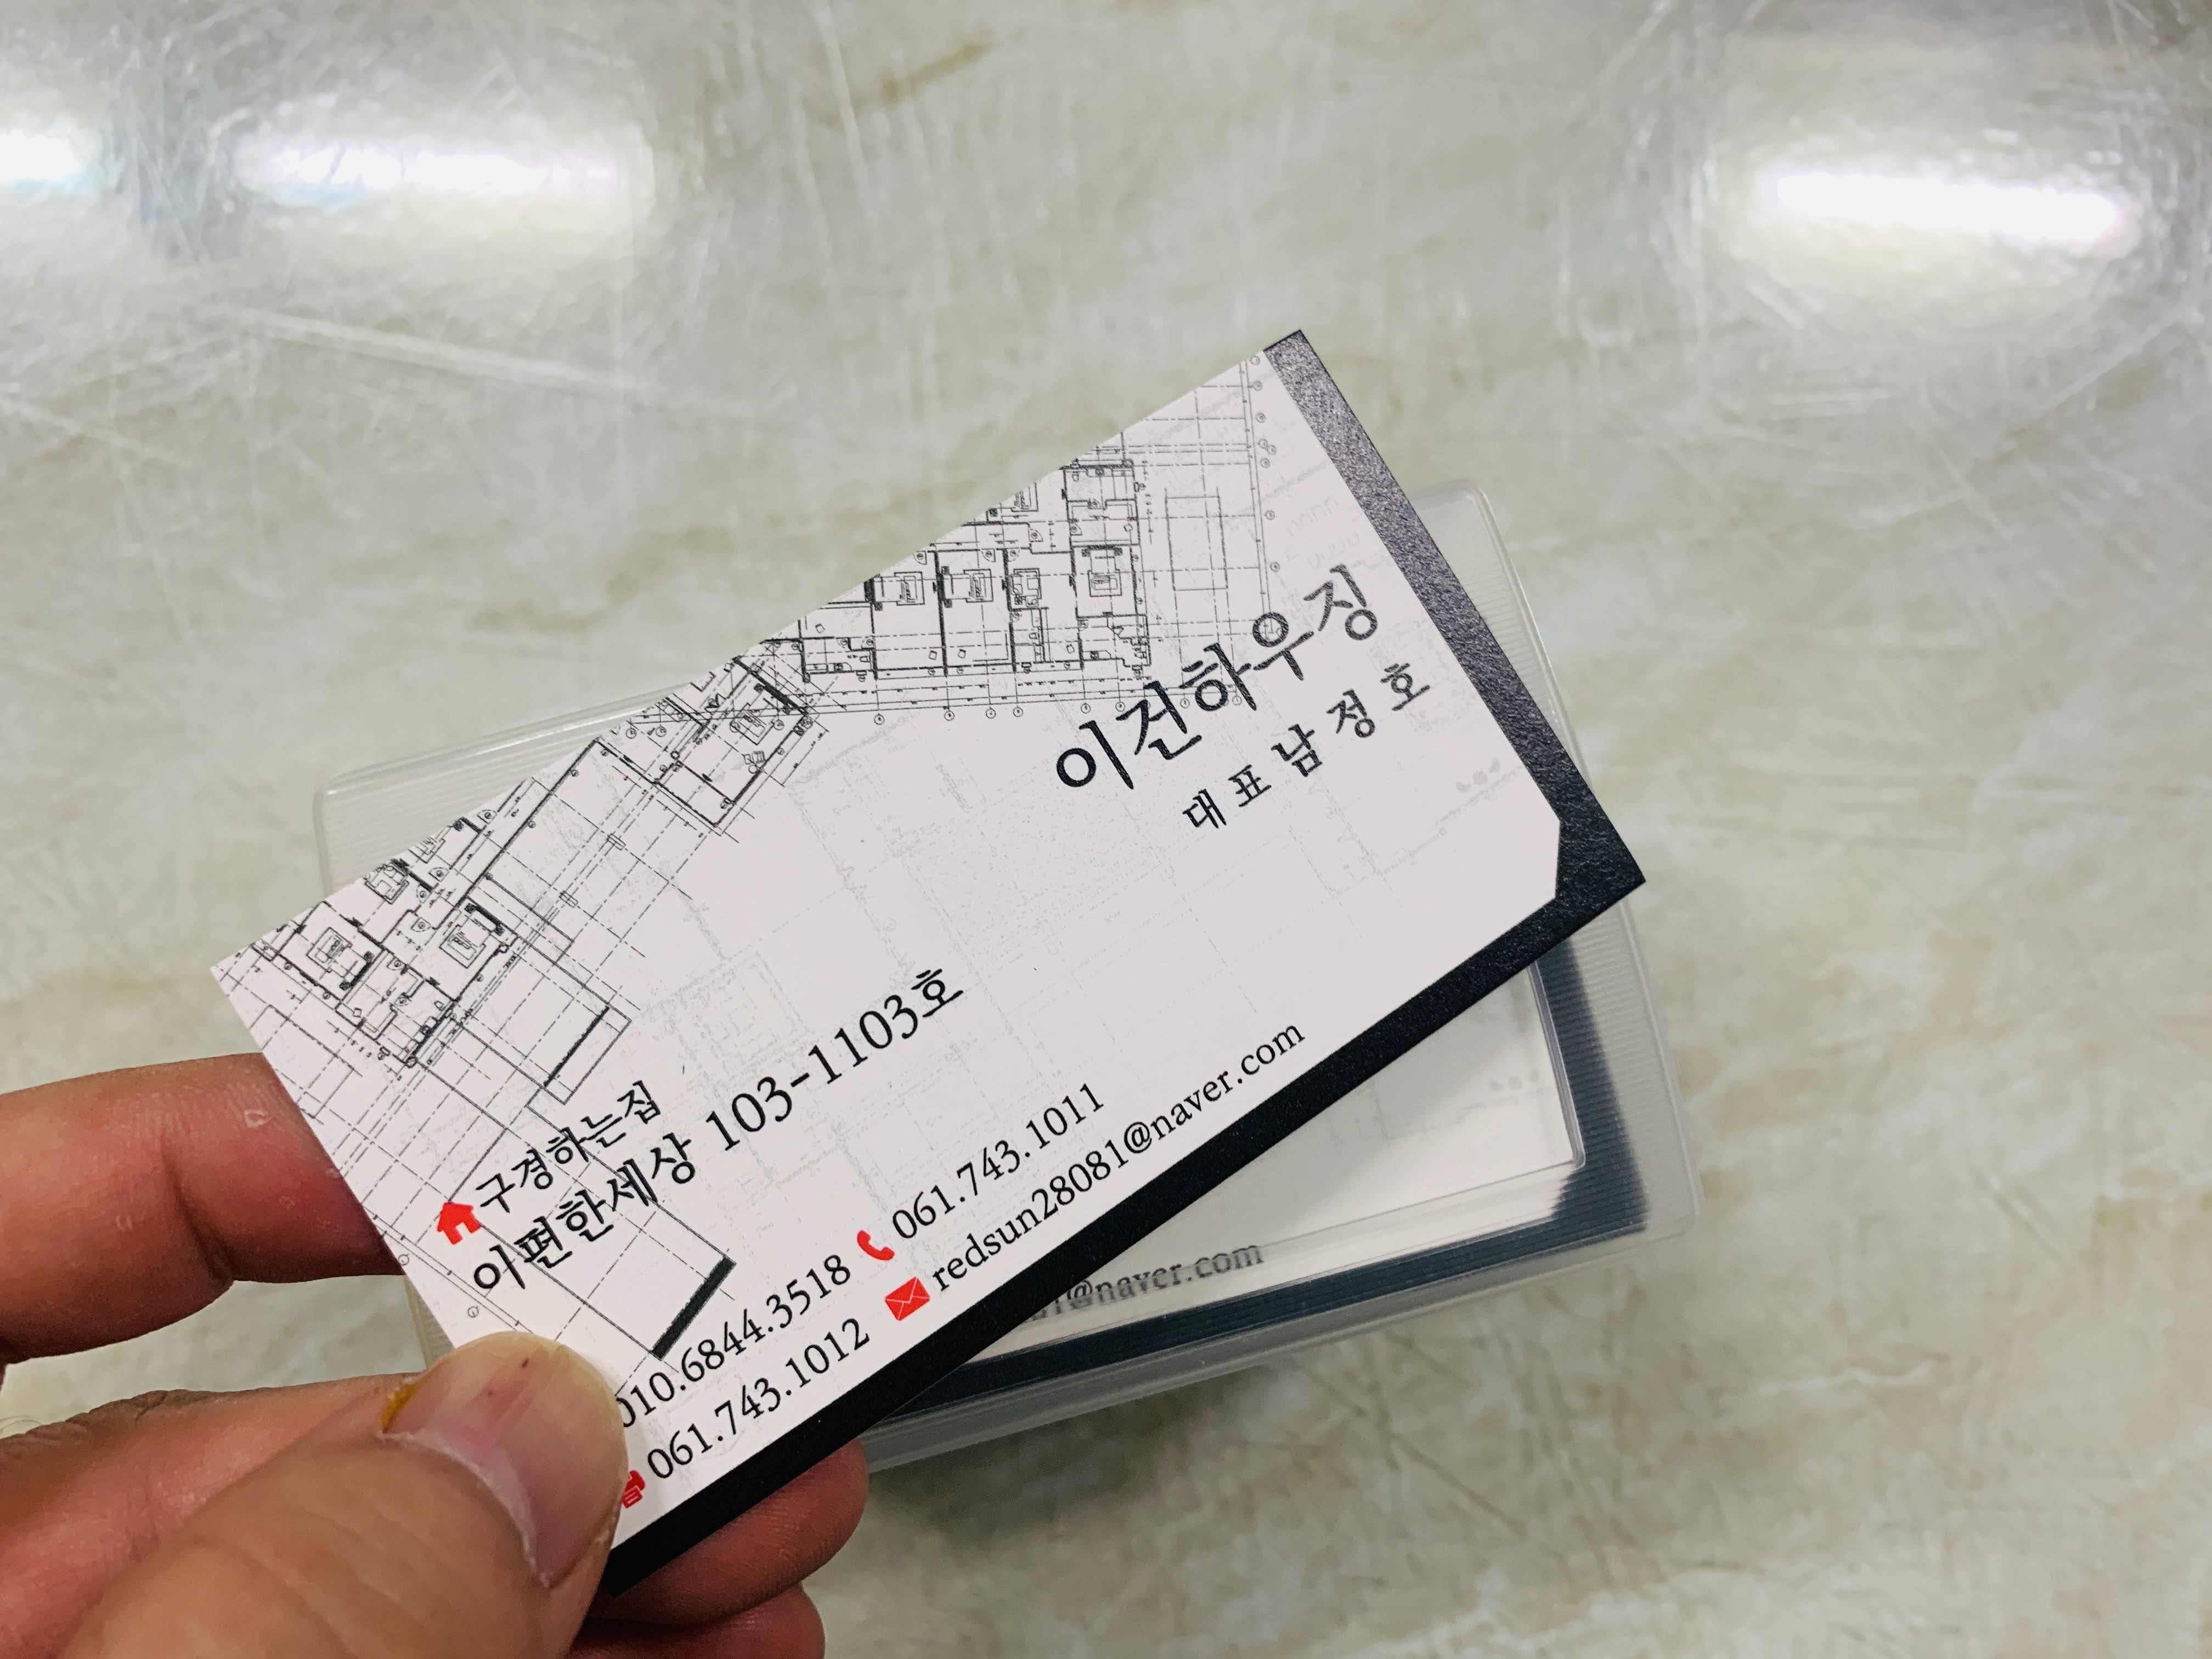 이건하우징
대표 남정호
구경하는집
이편한세상 103-1103호
010.6844.3518 061.743.1011
061.743.1012 redsun28081@naver.com
@naver.com